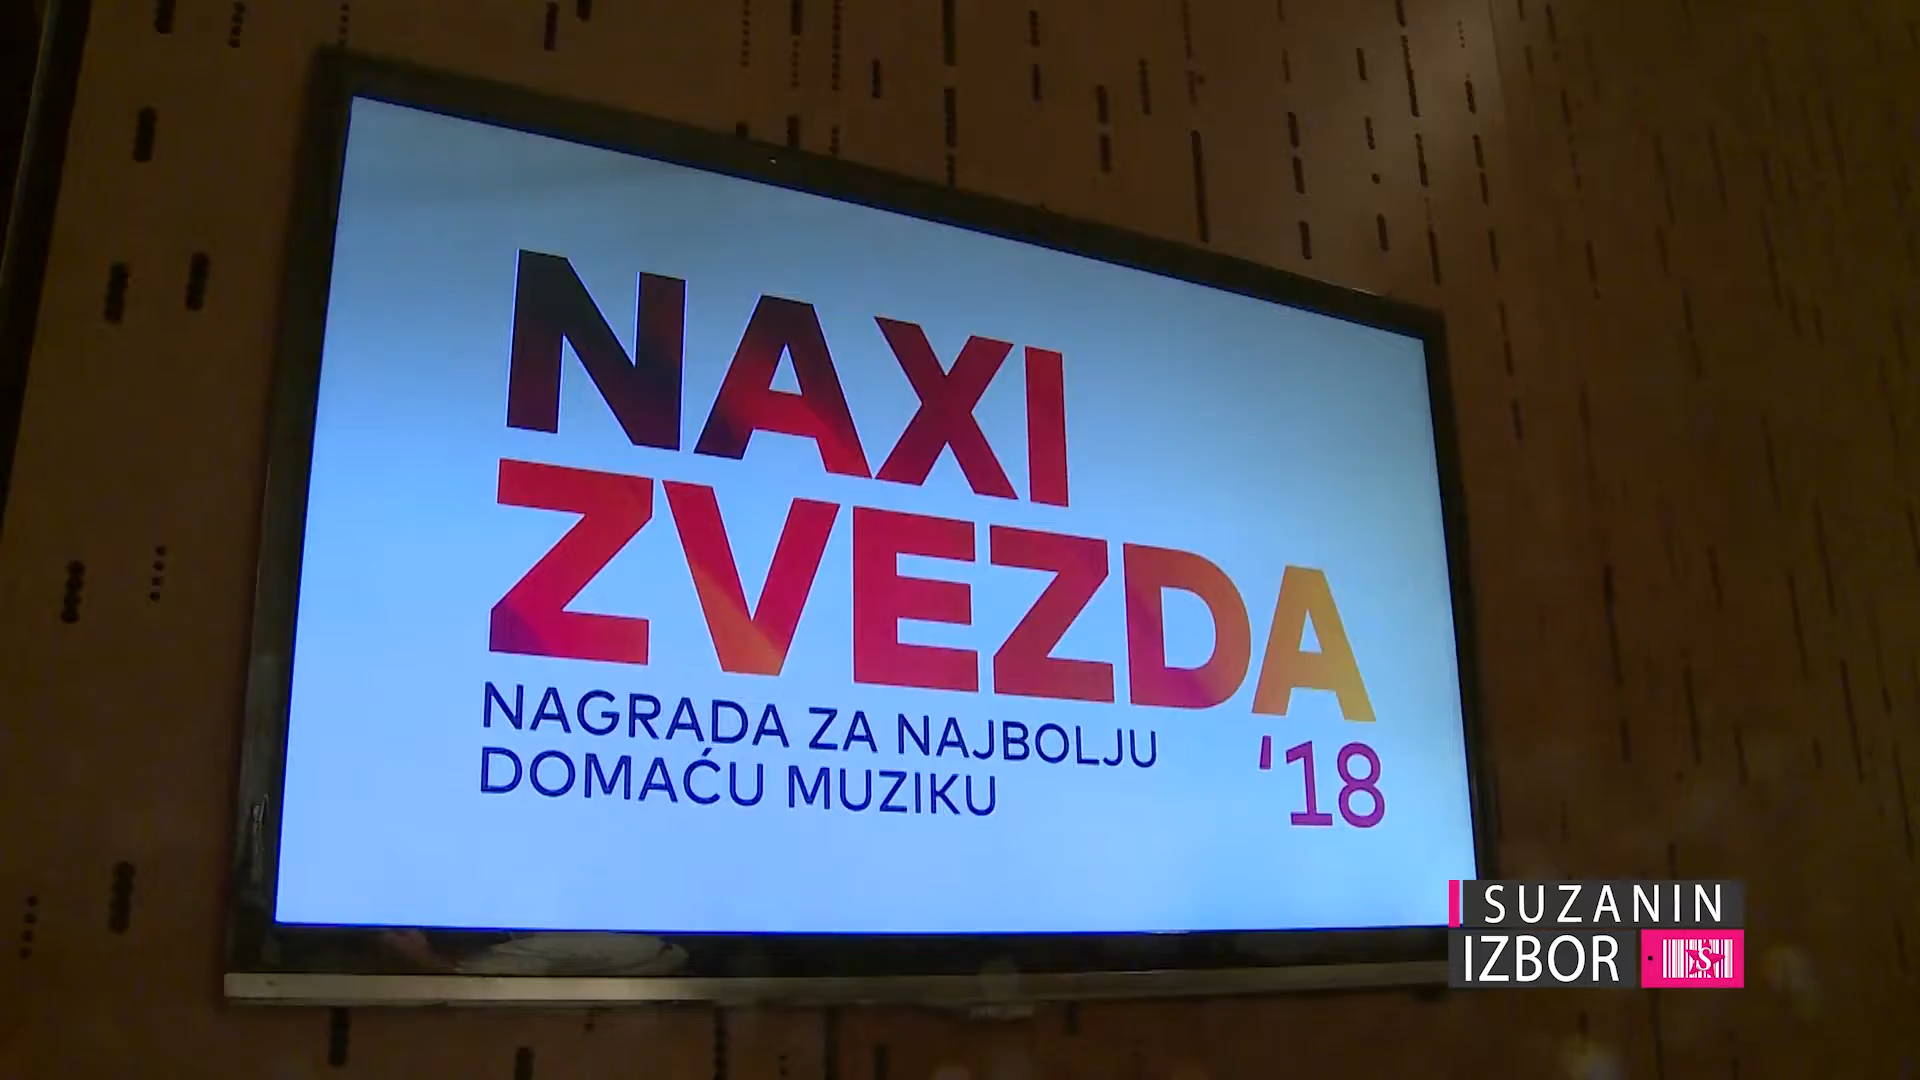 NAXI
ZVEZDA
NAGRADA ZA NAJBOLJU
DOMAĆU MUZIKU
'18
SUZANIN
IZBOR
S